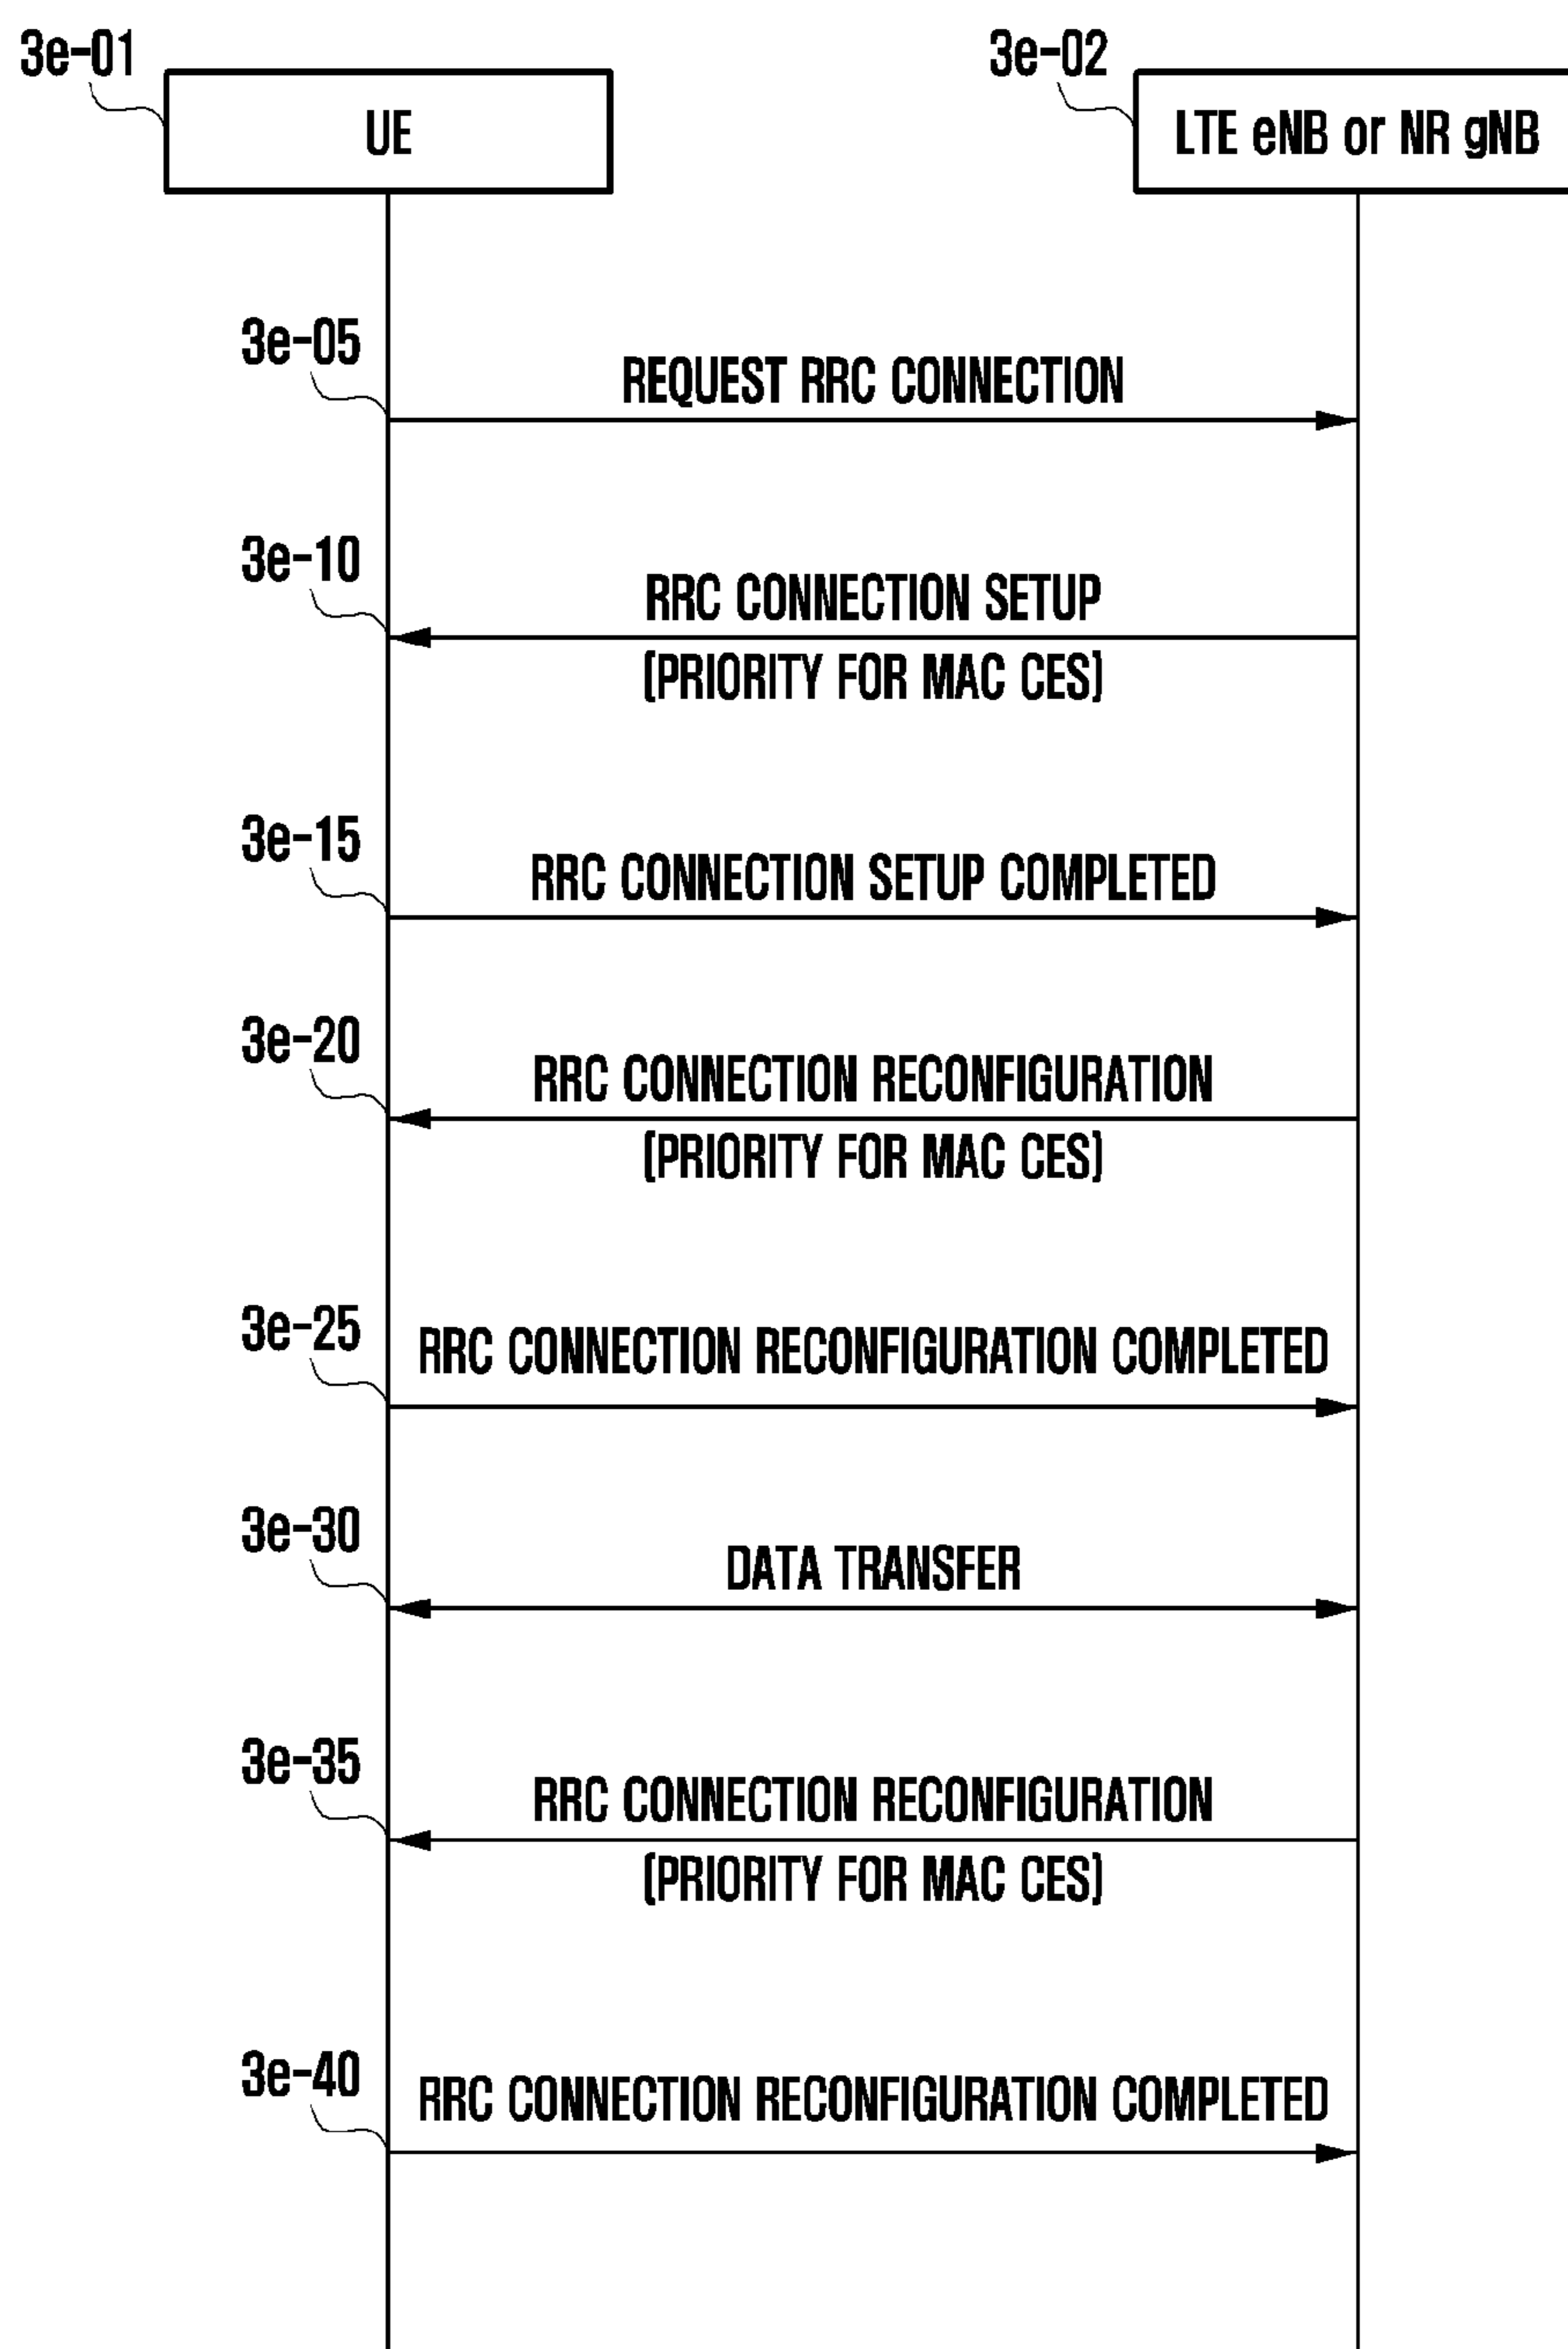 3e-01
3e-02
UE
LTE eNB or NR gNB
3e-05
REQUEST RRC CONNECTION
3e-10
RRC CONNECTION SETUP
(PRIORITY FOR MAC CES)
3e-15
RRC CONNECTION SETUP COMPLETED
3e-20
RRC CONNECTION RECONFIGURATION
(PRIORITY FOR MAC CES)
3e-25
RRC CONNECTION RECONFIGURATION COMPLETED
3e-30
DATA TRANSFER
3e-35
RRC CONNECTION RECONFIGURATION
(PRIORITY FOR MAC CES)
3e-40
RRC CONNECTION RECONFIGURATION COMPLETED